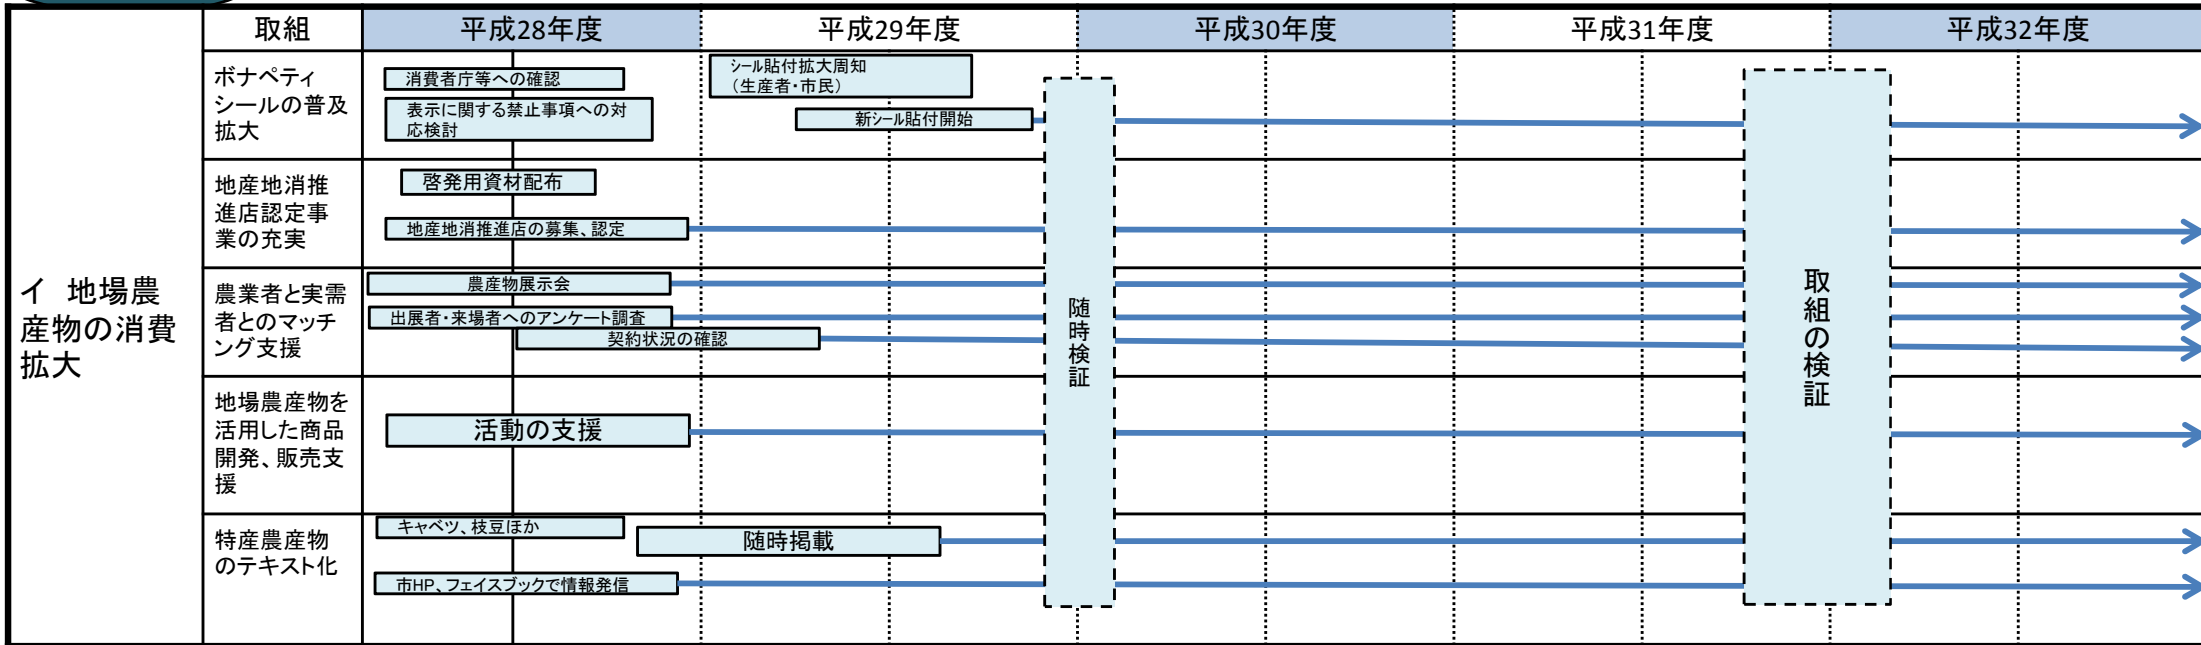 取組
平成28年度
平成29年度
平成30年度
平成31年度
平成32年度
イ　地場農
産物の消費
拡大
ボナペティ
シールの普及
拡大
消費者庁等への確認
表示に関する禁止事項への対
応検討
シール貼付拡大周知
（生産者・市民）
新シール貼付開始
地産地消推
進店認定事
業の充実
啓発用資材配布
地産地消推進店の募集、認定
農業者と実需
者とのマッチ
ング支援
農産物展示会
出展者・来場者へのアンケート調査
契約状況の確認
地場農産物を
活用した商品
開発、販売支
援
活動の支援
特産農産物
のテキスト化
キャベツ、枝豆ほか
随時掲載
市HP、フェイスブックで情報発信
随時検証
取組の検証